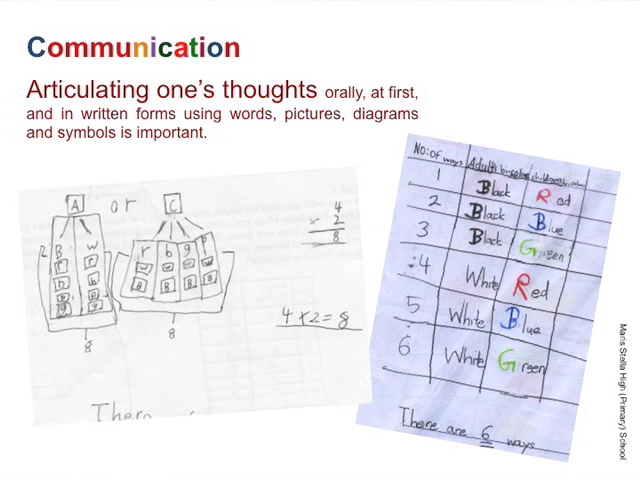 Communication
Articulating one's thoughts orally, at first,
and in written forms using words, pictures, diagrams
and symbols is important.
A or C
4
× 2
8
2 B W r b g p
r r w w w w
b b B B B B
g g
8
8
4 x 2 = 8
There
No: of ways Adults
1 Black Red
2 Black Blue
3 Black Green
4 White Red
5 White Blue
6 White Green
There are 6 ways
Maris Stella High (Primary) School